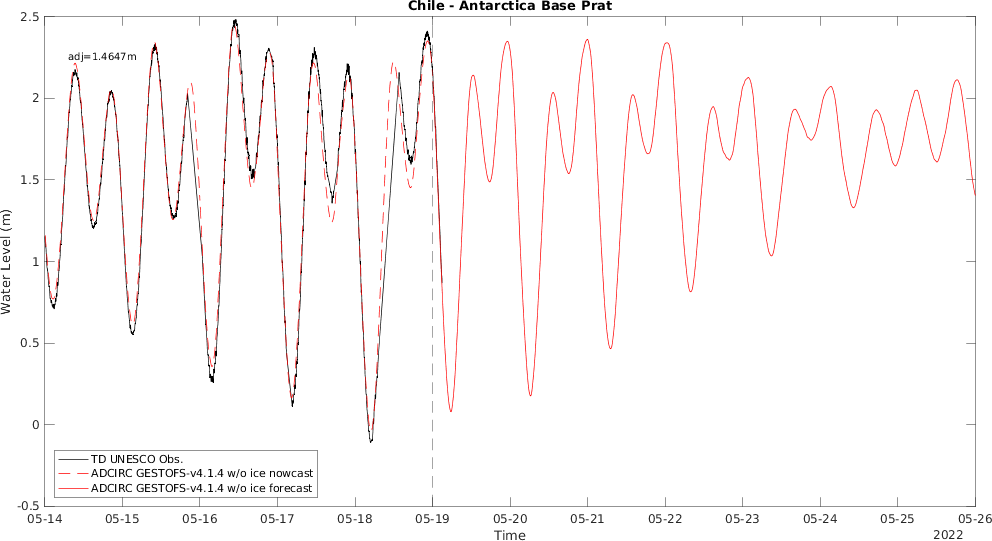 Chile - Antarctica Base Prat
adj=1.4647m
2.5
2
1.5
1
0.5
0
-0.5
Water Level (m)
TD UNESCO Obs.
ADCIRC GESTOFS-v4.1.4 w/o ice nowcast
ADCIRC GESTOFS-v4.1.4 w/o ice forecast
05-14 05-15 05-16 05-17 05-18 05-19 05-20 05-21 05-22 05-23 05-24 05-25 05-26
Time
2022